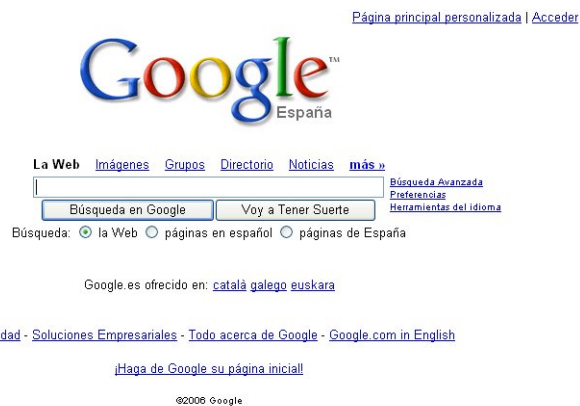 Página principal personalizada | Acceder
Google™
España
La Web Imágenes Grupos Directorio Noticias más »
Búsqueda Avanzada
Preferencias
Herramientas del idioma
Búsqueda en Google Voy a Tener Suerte
Búsqueda: la Web páginas en español páginas de España
Google.es ofrecido en: català galego euskara
dad - Soluciones Empresariales - Todo acerca de Google - Google.com in English
¡Haga de Google su página inicial!
©2006 Google